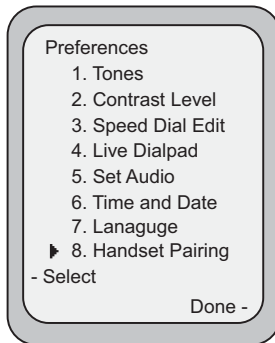 Preferences
1. Tones
2. Contrast Level
3. Speed Dial Edit
4. Live Dialpad
5. Set Audio
6. Time and Date
7. Lanaguge
8. Handset Pairing
- Select
Done -